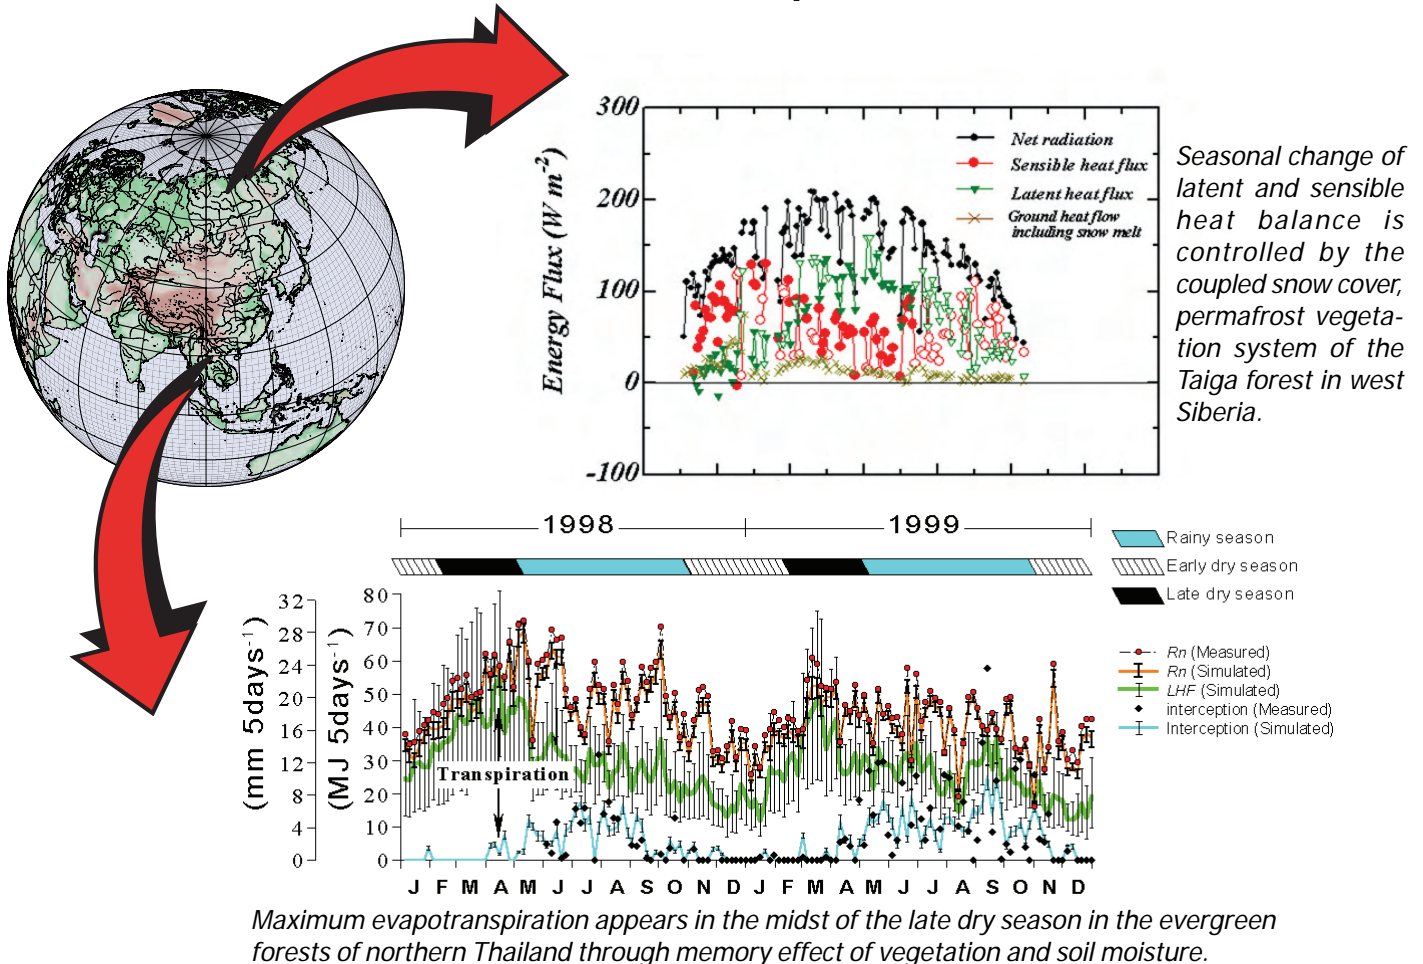 300
200
100
0
-100
Energy Flux (W m-2)
Net radiation
Sensible heat flux
Latent heat flux
Ground heat flow
including snow melt
Seasonal change of
latent and sensible
heat balance is
controlled by the
coupled snow cover,
permafrost vegeta-
tion system of the
Taiga forest in west
Siberia.
1998
1999
Rainy season
Early dry season
Late dry season
32
28
24
20
16
12
8
4
0
(mm 5days-1)
80
70
60
50
40
30
20
10
0
(MJ 5days-1)
Transpiration
Rn (Measured)
Rn (Simulated)
LHF (Simulated)
interception (Measured)
Interception (Simulated)
J F M A M J J A S O N D J F M A M J J A S O N D
Maximum evapotranspiration appears in the midst of the late dry season in the evergreen
forests of northern Thailand through memory effect of vegetation and soil moisture.